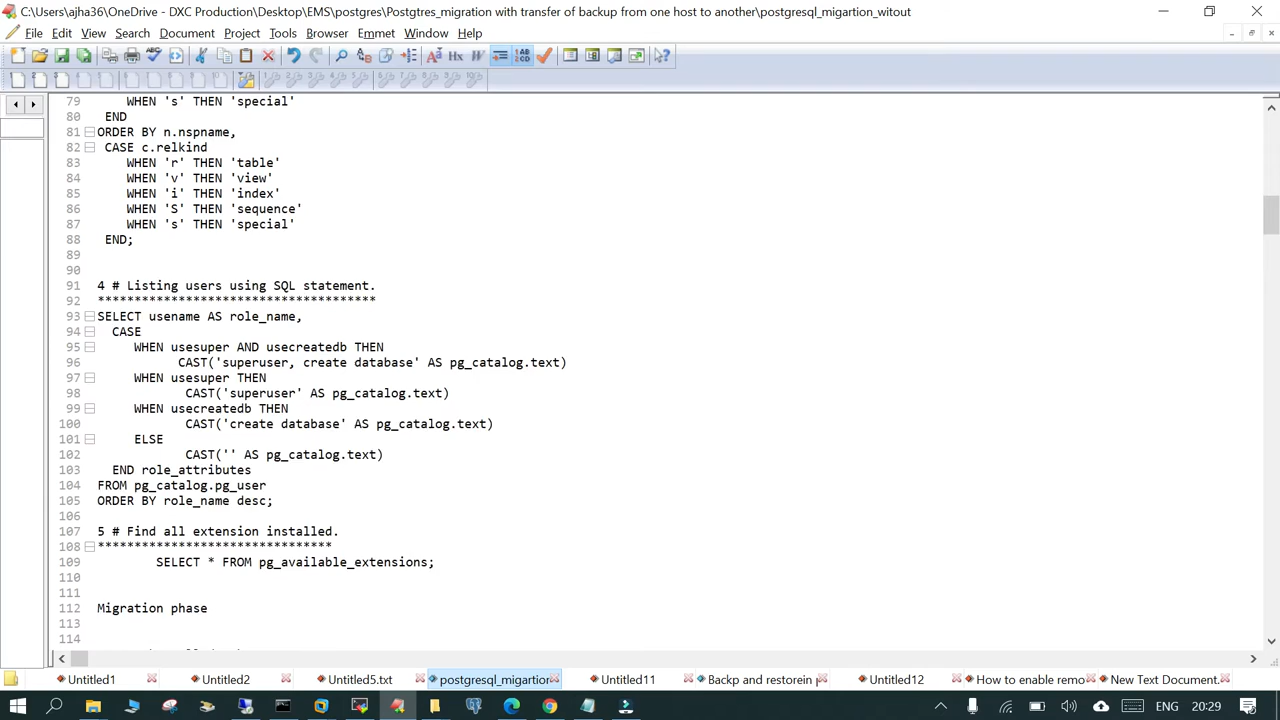 C:\Users\ajha36\OneDrive - DXC Production\Desktop\EMS\postgres\Postgtres_migration with transfer of backup from one host to another\postgresql_migartion_witout
File Edit View Search Document Project Tools Browser Emmet Window Help
79 WHEN 's' THEN 'special'
80 END
81 ORDER BY n.nspname,
82 CASE c.relkind
83 WHEN 'r' THEN 'table'
84 WHEN 'v' THEN 'view'
85 WHEN 'i' THEN 'index'
86 WHEN 'S' THEN 'sequence'
87 WHEN 's' THEN 'special'
88 END;
89
90
91 4 # Listing users using SQL statement.
92 **************************************
93 SELECT usename AS role_name,
94 CASE
95 WHEN usesuper AND usecreatedb THEN
96 CAST('superuser, create database' AS pg_catalog.text)
97 WHEN usesuper THEN
98 CAST('superuser' AS pg_catalog.text)
99 WHEN usecreatedb THEN
100 CAST('create database' AS pg_catalog.text)
101 ELSE
102 CAST('' AS pg_catalog.text)
103 END role_attributes
104 FROM pg_catalog.pg_user
105 ORDER BY role_name desc;
106
107 5 # Find all extension installed.
108 ********************************
109 SELECT * FROM pg_available_extensions;
110
111
112 Migration phase
113
114
Untitled1 Untitled2 Untitled5.txt postgresql_migartion Untitled11 Backp and restorein p Untitled12 How to enable remo New Text Document.
ENG 20:29